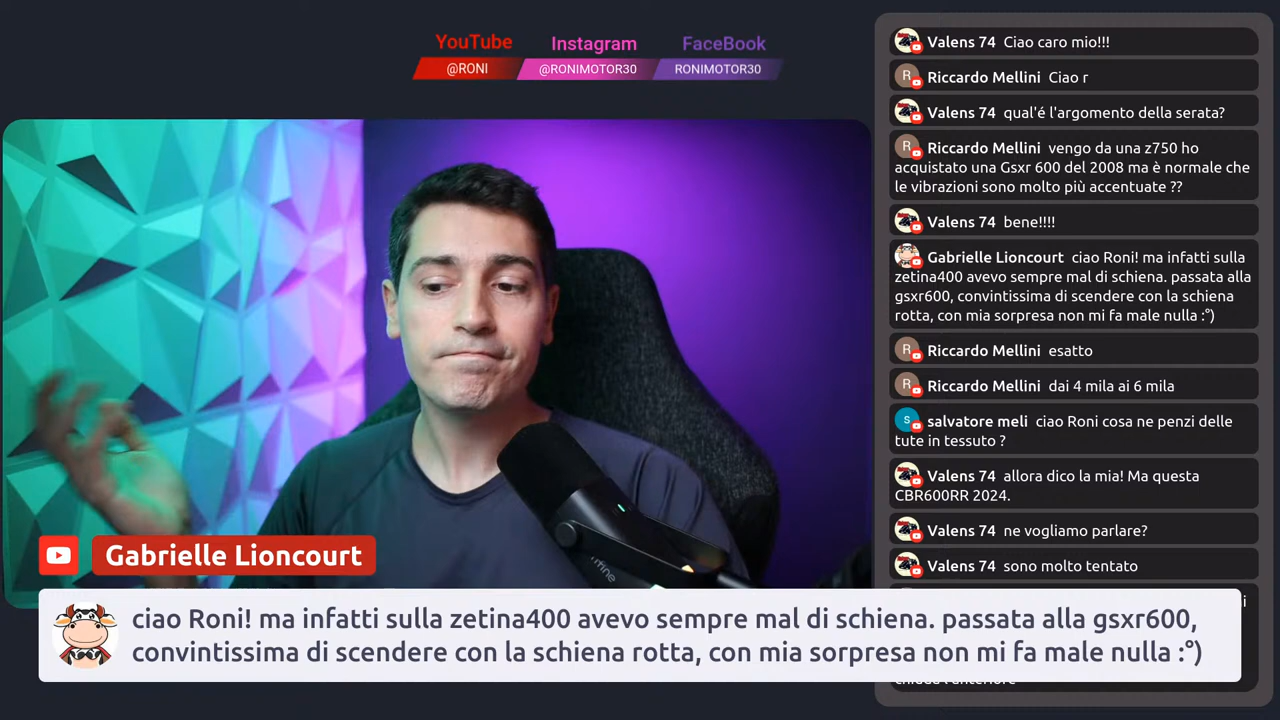 YouTube Instagram FaceBook
@RONI @RONIMOTOR30 RONIMOTOR30
Valens 74 Ciao caro mio!!!
R Riccardo Mellini Ciao r
Valens 74 qual'é l'argomento della serata?
R Riccardo Mellini vengo da una z750 ho
acquistato una Gsxr 600 del 2008 ma è normale che
le vibrazioni sono molto più accentuate ??
Valens 74 bene!!!!
Gabrielle Lioncourt ciao Roni! ma infatti sulla
zetina400 avevo sempre mal di schiena. passata alla
gsxr600, convintissima di scendere con la schiena
rotta, con mia sorpresa non mi fa male nulla :°)
R Riccardo Mellini esatto
R Riccardo Mellini dai 4 mila ai 6 mila
s salvatore meli ciao Roni cosa ne penzi delle
tute in tessuto ?
Valens 74 allora dico la mia! Ma questa
CBR600RR 2024.
Valens 74 ne vogliamo parlare?
Valens 74 sono molto tentato
Gabrielle Lioncourt
ciao Roni! ma infatti sulla zetina400 avevo sempre mal di schiena. passata alla gsxr600,
convintissima di scendere con la schiena rotta, con mia sorpresa non mi fa male nulla :°)